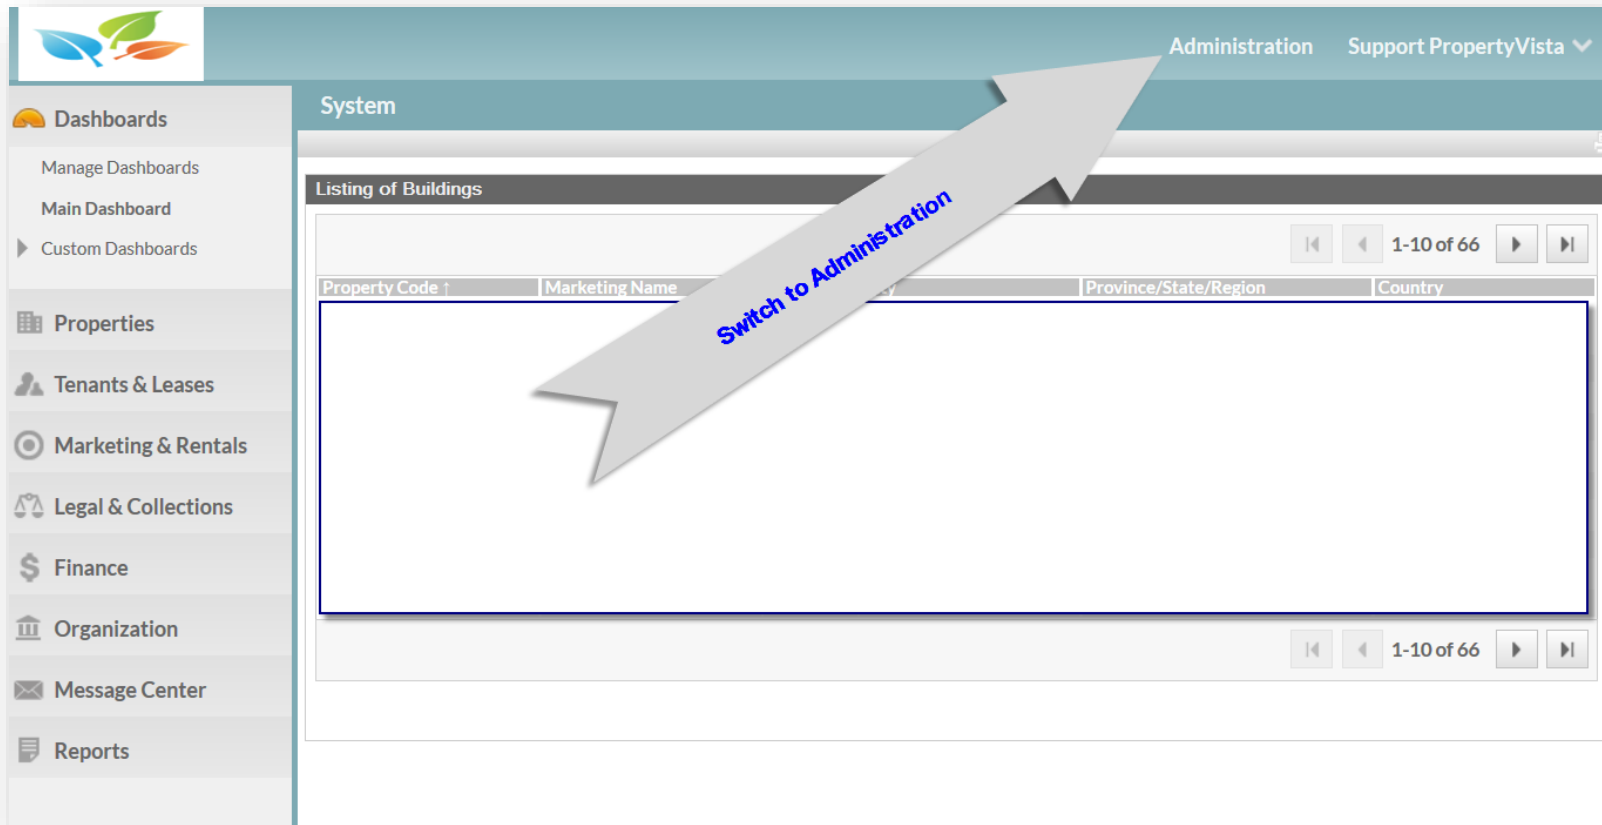 Administration
Support PropertyVista
System
Dashboards
Manage Dashboards
Main Dashboard
Custom Dashboards
Properties
Tenants & Leases
Marketing & Rentals
Legal & Collections
Finance
Organization
Message Center
Reports
Listing of Buildings
1-10 of 66
Property Code ↑ Marketing Name Province/State/Region Country
Switch to Administration
1-10 of 66